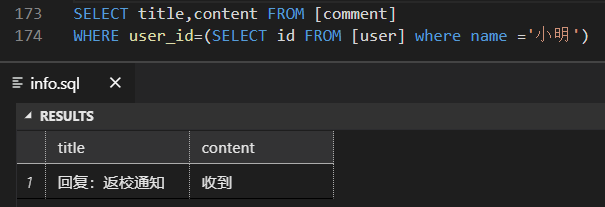 173 SELECT title,content FROM [comment]
174 WHERE user_id=(SELECT id FROM [user] where name ='小明')
info.sql ×
RESULTS
title content
1 回复：返校通知 收到